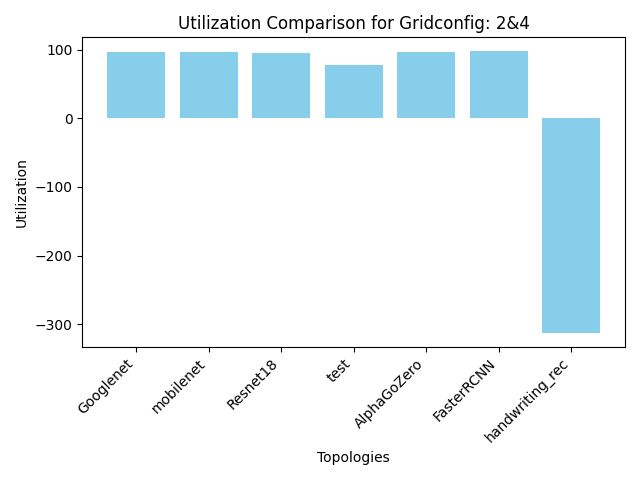 Utilization Comparison for Gridconfig: 2&4
Utilization
100
0
−100
−200
−300
Googlenet
mobilenet
Resnet18
test
AlphaGoZero
FasterRCNN
handwriting_rec
Topologies